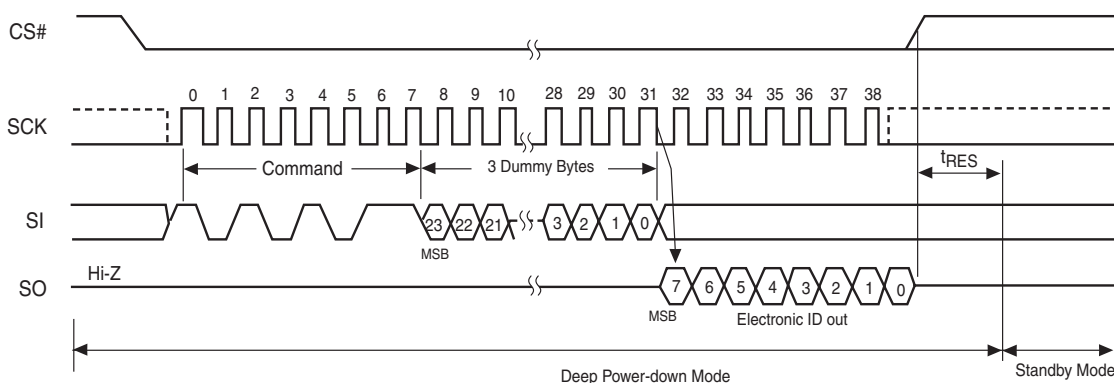 CS#
0 1 2 3 4 5 6 7 8 9 10 28 29 30 31 32 33 34 35 36 37 38
SCK
Command
3 Dummy Bytes
tRES
SI
23 22 21 3 2 1 0
MSB
Hi-Z
SO
7 6 5 4 3 2 1 0
MSB
Electronic ID out
Deep Power-down Mode
Standby Mode